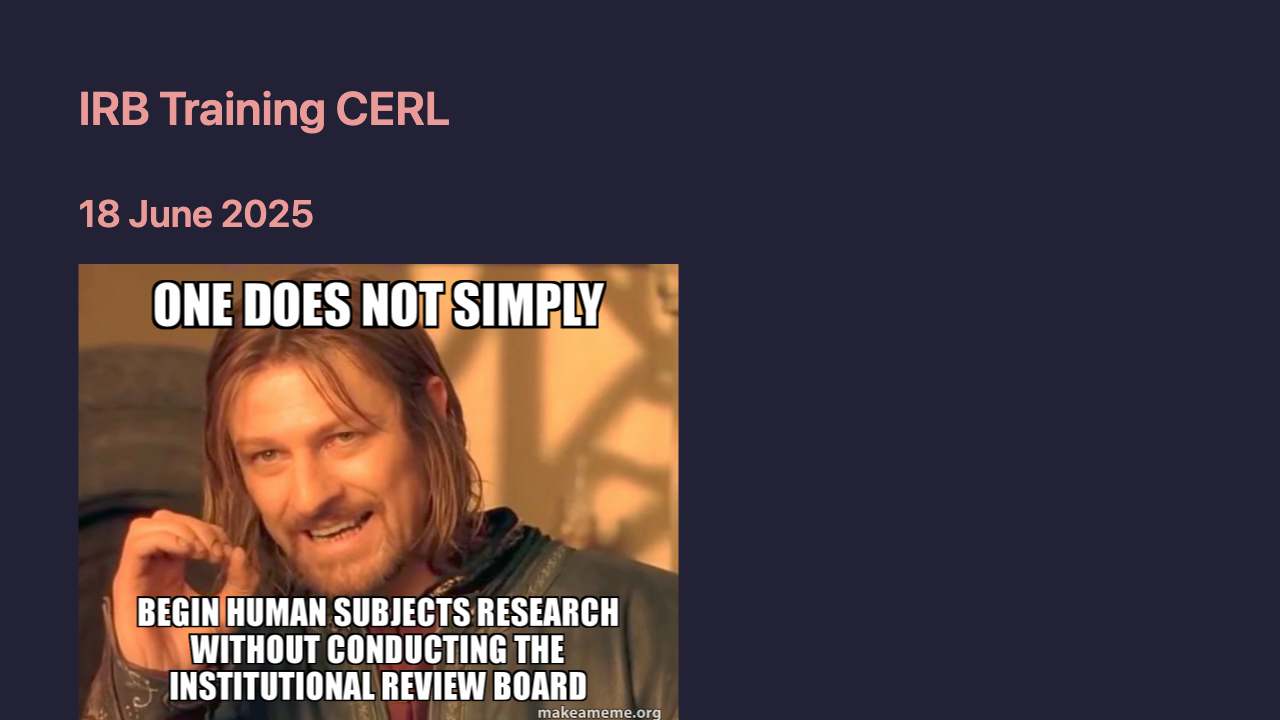 IRB Training CERL
18 June 2025
ONE DOES NOT SIMPLY
BEGIN HUMAN SUBJECTS RESEARCH
WITHOUT CONDUCTING THE
INSTITUTIONAL REVIEW BOARD
makeameme.org